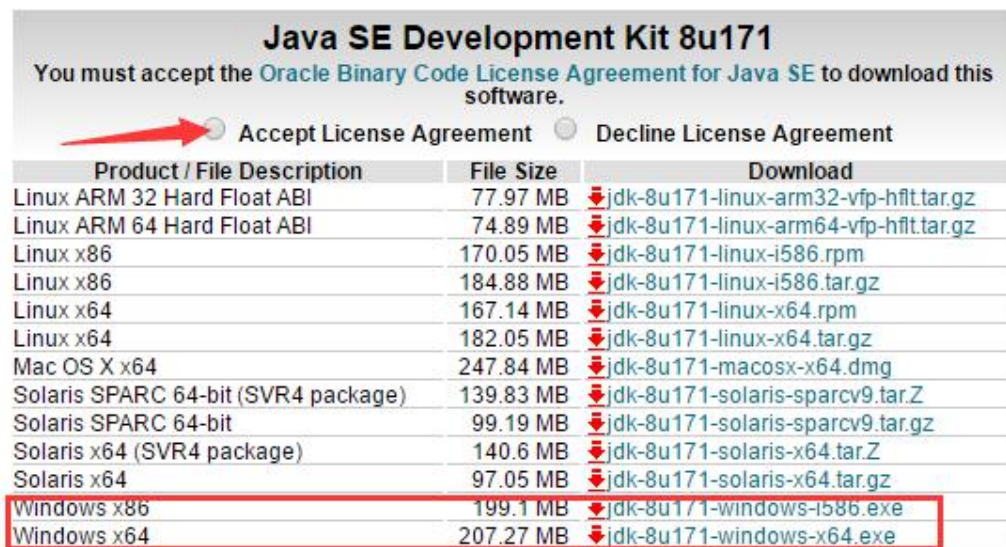 Java SE Development Kit 8u171
You must accept the Oracle Binary Code License Agreement for Java SE to download this
software.
Accept License Agreement Decline License Agreement
Product / File Description File Size Download
Linux ARM 32 Hard Float ABI 77.97 MB jdk-8u171-linux-arm32-vfp-hflt.tar.gz
Linux ARM 64 Hard Float ABI 74.89 MB jdk-8u171-linux-arm64-vfp-hflt.tar.gz
Linux x86 170.05 MB jdk-8u171-linux-i586.rpm
Linux x86 184.88 MB jdk-8u171-linux-i586.tar.gz
Linux x64 167.14 MB jdk-8u171-linux-x64.rpm
Linux x64 182.05 MB jdk-8u171-linux-x64.tar.gz
Mac OS X x64 247.84 MB jdk-8u171-macosx-x64.dmg
Solaris SPARC 64-bit (SVR4 package) 139.83 MB jdk-8u171-solaris-sparcv9.tar.Z
Solaris SPARC 64-bit 99.19 MB jdk-8u171-solaris-sparcv9.tar.gz
Solaris x64 (SVR4 package) 140.6 MB jdk-8u171-solaris-x64.tar.Z
Solaris x64 97.05 MB jdk-8u171-solaris-x64.tar.gz
Windows x86 199.1 MB jdk-8u171-windows-i586.exe
Windows x64 207.27 MB jdk-8u171-windows-x64.exe